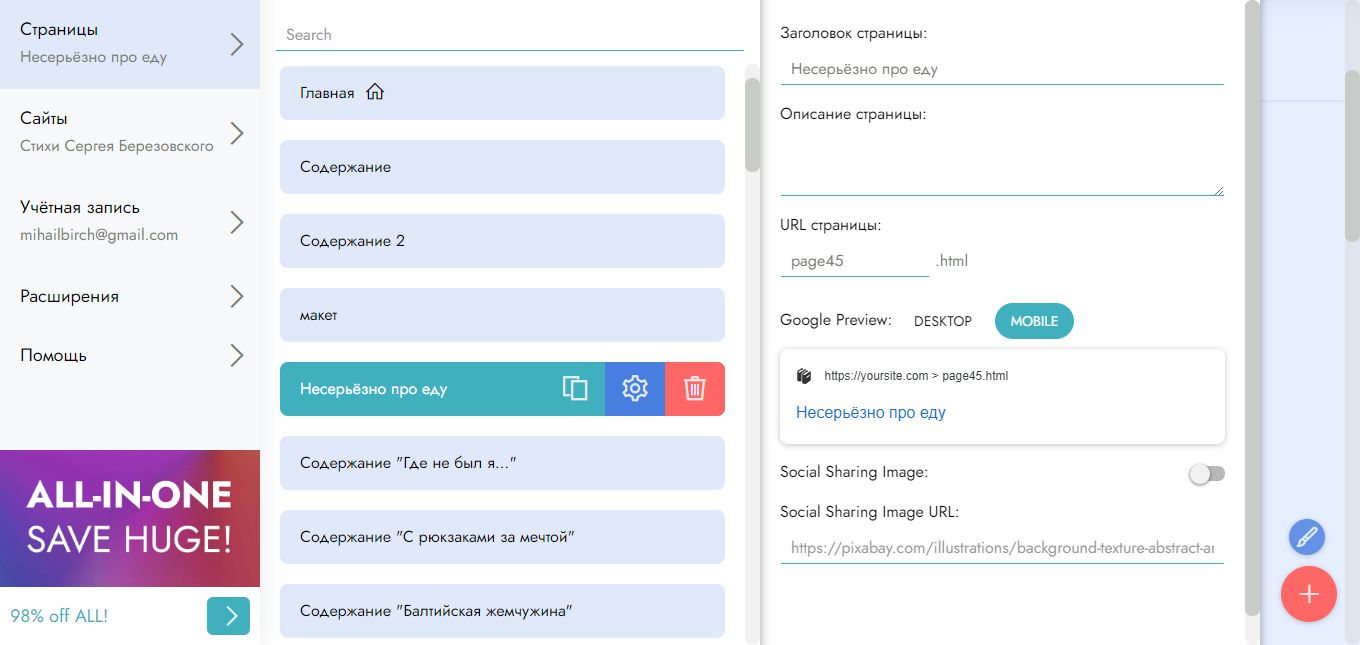 Страницы
Несерьёзно про еду
Сайты
Стихи Сергея Березовского
Учётная запись
mihailbirch@gmail.com
Расширения
Помощь
ALL-IN-ONE
SAVE HUGE!
98% off ALL!
Search
Главная
Содержание
Содержание 2
макет
Несерьёзно про еду
Содержание "Где не был я..."
Содержание "С рюкзаками за мечтой"
Содержание "Балтийская жемчужина"
Заголовок страницы:
Несерьёзно про еду
Описание страницы:
URL страницы:
page45 .html
Google Preview: DESKTOP MOBILE
https://yoursite.com > page45.html
Несерьёзно про еду
Social Sharing Image:
Social Sharing Image URL:
https://pixabay.com/illustrations/background-texture-abstract-ar